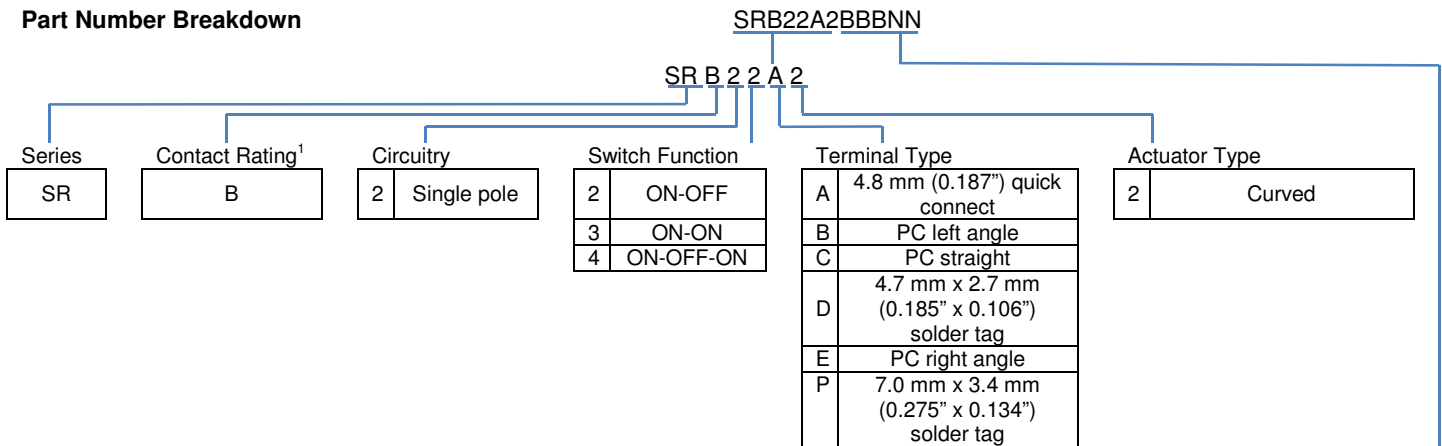 Part Number Breakdown
SRB22A2BBBNN
SR B 2 2 A 2
Series
SR
Contact Rating1
B
Circuitry
2 Single pole
Switch Function
2 ON-OFF
3 ON-ON
4 ON-OFF-ON
Terminal Type
A 4.8 mm (0.187”) quick
connect
B PC left angle
C PC straight
D 4.7 mm x 2.7 mm
(0.185” x 0.106”)
solder tag
E PC right angle
P 7.0 mm x 3.4 mm
(0.275” x 0.134”)
solder tag
Actuator Type
2 Curved